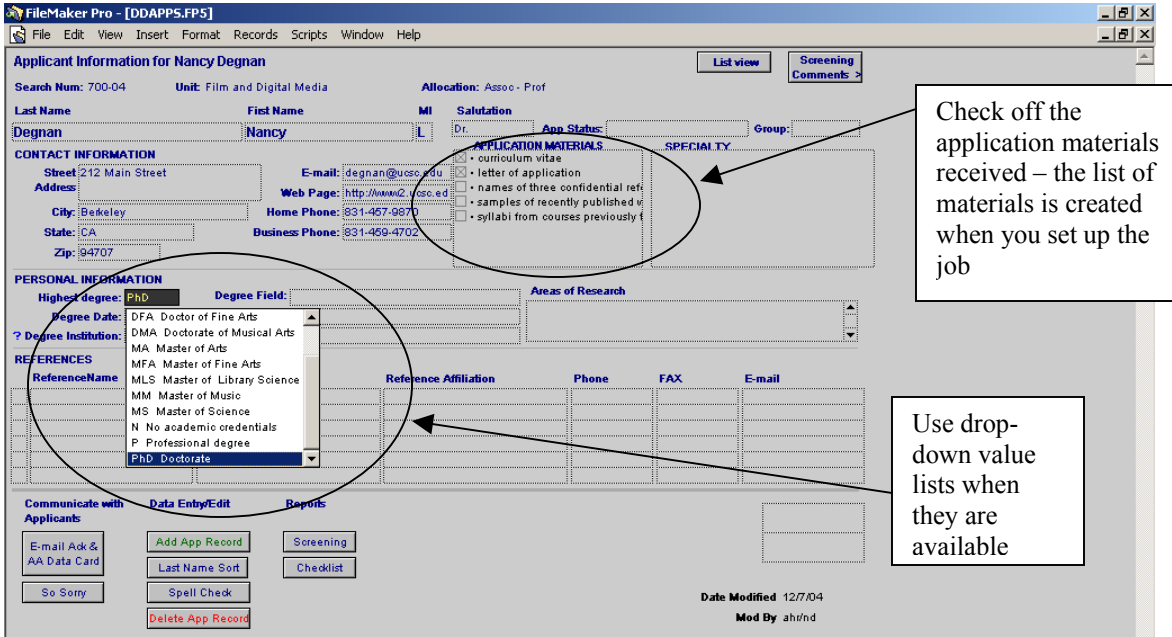 FileMaker Pro - [DDAPPS.FP5]
File Edit View Insert Format Records Scripts Window Help
Applicant Information for Nancy Degnan
List view
Screening
Comments >
Search Num: 700-04 Unit: Film and Digital Media Allocation: Assoc - Prof
Last Name First Name MI Salutation
Degnan Nancy L Dr. App Status: Group:
CONTACT INFORMATION
Street 212 Main Street
Address
City: Berkeley
State: CA
Zip: 94707
E-mail: degnan@ucsc.edu
Web Page: http://www2.ucsc.ed
Home Phone: 831-457-9870
Business Phone: 831-459-4702
APPLICATION MATERIALS
• curriculum vitae
• letter of application
• names of three confidential
• samples of recently published
• syllabi from courses previously
SPECIALTY
Check off the
application materials
received – the list of
materials is created
when you set up the
job
PERSONAL INFORMATION
Highest degree: PhD Degree Field:
Degree Date:
? Degree Institution:
Areas of Research
DFA Doctor of Fine Arts
DMA Doctorate of Musical Arts
MA Master of Arts
MFA Master of Fine Arts
MLS Master of Library Science
MM Master of Music
MS Master of Science
N No academic credentials
P Professional degree
PhD Doctorate
REFERENCES
ReferenceName Reference Affiliation Phone FAX E-mail
Use drop-
down value
lists when
they are
available
Communicate with
Applicants
Data Entry/Edit
Reports
E-mail Ack &
AA Data Card
So Sorry
Add App Record
Last Name Sort
Spell Check
Delete App Record
Screening
Checklist
Date Modified 12/7/04
Mod By ahr/nd